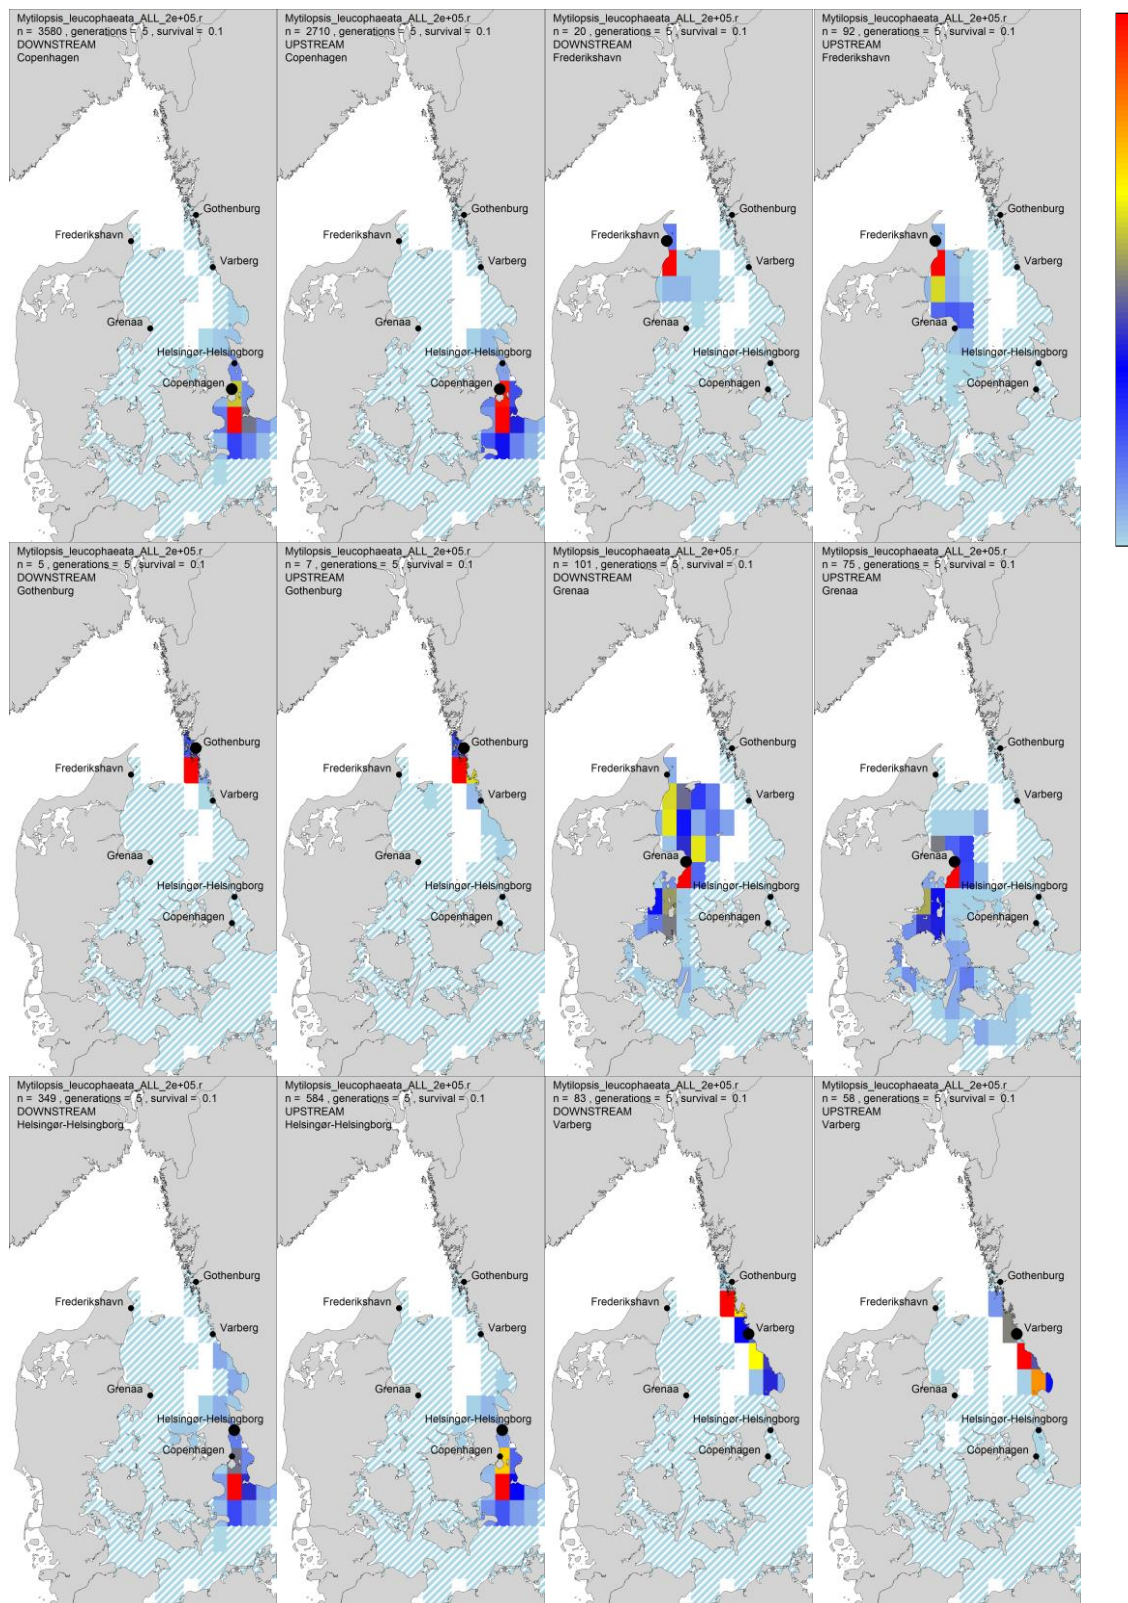 Mytilopsis_leucophaeata_ALL_2e+05.r
n = 3580 , generations = 5 , survival = 0.1
DOWNSTREAM
Copenhagen
Gothenburg
Frederikshavn
Varberg
Grenaa
Helsingør-Helsingborg
Copenhagen
Mytilopsis_leucophaeata_ALL_2e+05.r
n = 2710 , generations = 5 , survival = 0.1
UPSTREAM
Copenhagen
Gothenburg
Frederikshavn
Varberg
Grenaa
Helsingør-Helsingborg
Copenhagen
Mytilopsis_leucophaeata_ALL_2e+05.r
n = 20 , generations = 5 , survival = 0.1
DOWNSTREAM
Frederikshavn
Gothenburg
Frederikshavn
Varberg
Grenaa
Helsingør-Helsingborg
Copenhagen
Mytilopsis_leucophaeata_ALL_2e+05.r
n = 92 , generations = 5 , survival = 0.1
UPSTREAM
Frederikshavn
Gothenburg
Frederikshavn
Varberg
Grenaa
Helsingør-Helsingborg
Copenhagen
Mytilopsis_leucophaeata_ALL_2e+05.r
n = 5 , generations = 5 , survival = 0.1
DOWNSTREAM
Gothenburg
Gothenburg
Frederikshavn
Varberg
Grenaa
Helsingør-Helsingborg
Copenhagen
Mytilopsis_leucophaeata_ALL_2e+05.r
n = 7 , generations = 5 , survival = 0.1
UPSTREAM
Gothenburg
Gothenburg
Frederikshavn
Varberg
Grenaa
Helsingør-Helsingborg
Copenhagen
Mytilopsis_leucophaeata_ALL_2e+05.r
n = 101 , generations = 5 , survival = 0.1
DOWNSTREAM
Grenaa
Gothenburg
Frederikshavn
Varberg
Grenaa
Helsingør-Helsingborg
Copenhagen
Mytilopsis_leucophaeata_ALL_2e+05.r
n = 75 , generations = 5 , survival = 0.1
UPSTREAM
Grenaa
Gothenburg
Frederikshavn
Varberg
Grenaa
Helsingør-Helsingborg
Copenhagen
Mytilopsis_leucophaeata_ALL_2e+05.r
n = 349 , generations = 5 , survival = 0.1
DOWNSTREAM
Helsingør-Helsingborg
Gothenburg
Frederikshavn
Varberg
Grenaa
Helsingør-Helsingborg
Copenhagen
Mytilopsis_leucophaeata_ALL_2e+05.r
n = 584 , generations = 5 , survival = 0.1
UPSTREAM
Helsingør-Helsingborg
Gothenburg
Frederikshavn
Varberg
Grenaa
Helsingør-Helsingborg
Copenhagen
Mytilopsis_leucophaeata_ALL_2e+05.r
n = 83 , generations = 5 , survival = 0.1
DOWNSTREAM
Varberg
Gothenburg
Frederikshavn
Varberg
Grenaa
Helsingør-Helsingborg
Copenhagen
Mytilopsis_leucophaeata_ALL_2e+05.r
n = 58 , generations = 5 , survival = 0.1
UPSTREAM
Varberg
Gothenburg
Frederikshavn
Varberg
Grenaa
Helsingør-Helsingborg
Copenhagen